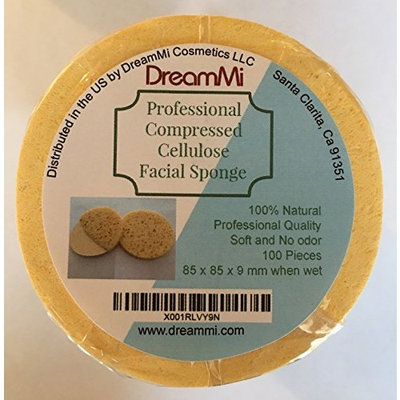 Distributed in the US by DreamMi Cosmetics LLC
Santa Clarita, Ca 91351
DreamMi
Professional
Compressed
Cellulose
Facial Sponge
100% Natural
Professional Quality
Soft and No odor
100 Pieces
85 x 85 x 9 mm when wet
X001RLVY9N
www.dreammi.com